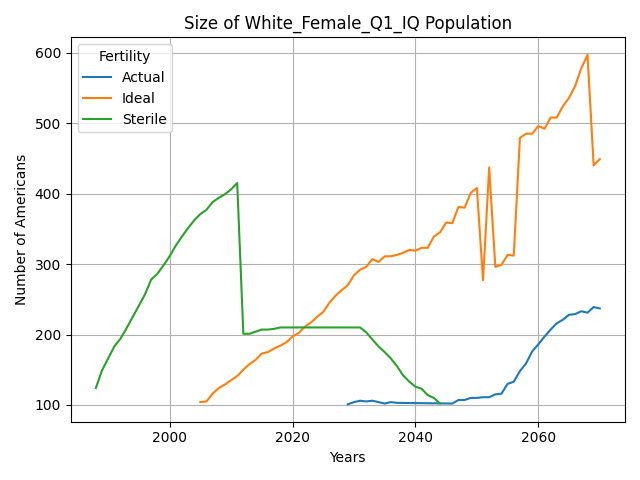 Size of White_Female_Q1_IQ Population
Fertility
Actual
Ideal
Sterile
Number of Americans
600
500
400
300
200
100
2000
2020
2040
2060
Years